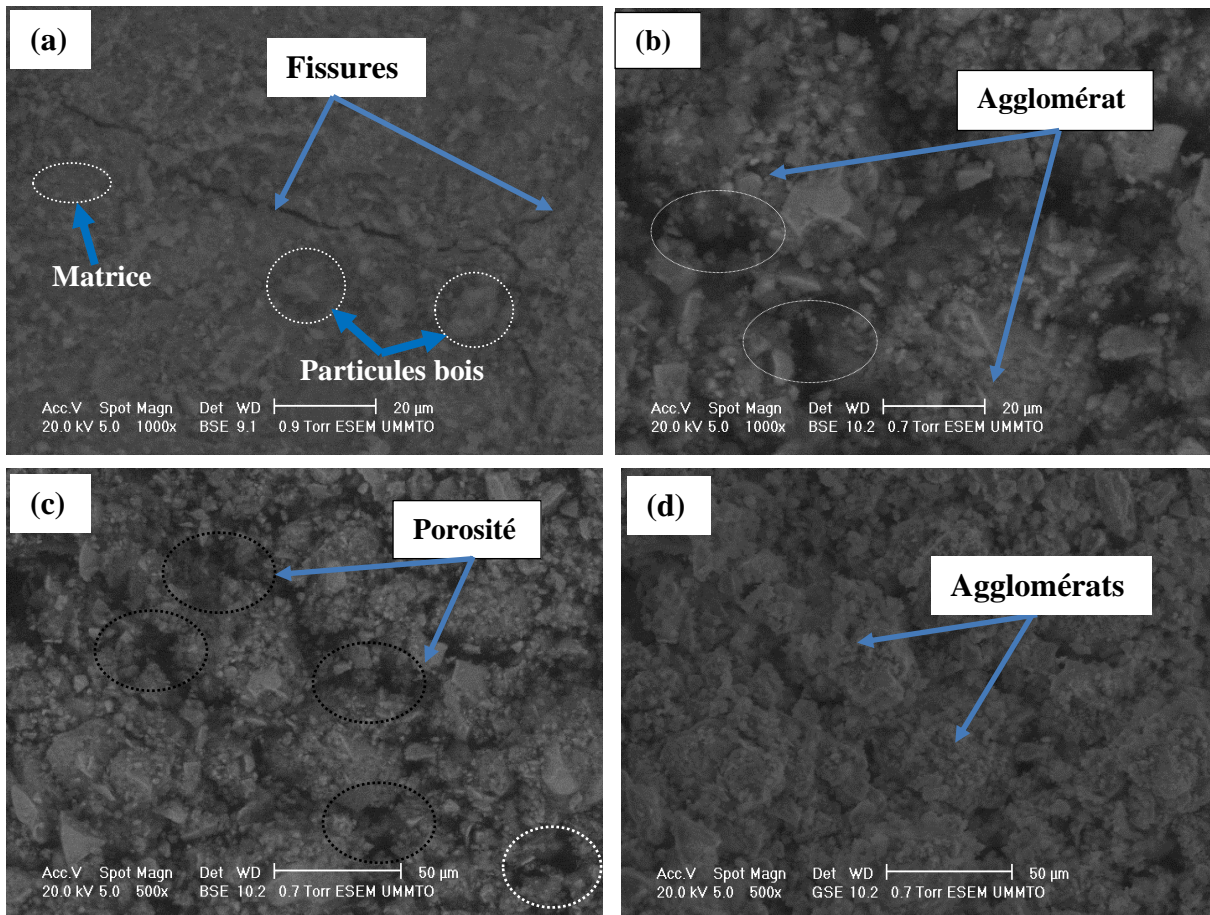 (a)
Fissures
Matrice
Particules bois
Acc.V Spot Magn Det WD 20 µm
20.0 kV 5.0 1000x BSE 9.1 0.9 Torr ESEM UMMTO
(b)
Agglomérat
Acc.V Spot Magn Det WD 20 µm
20.0 kV 5.0 1000x BSE 10.2 0.7 Torr ESEM UMMTO
(c)
Porosité
Acc.V Spot Magn Det WD 50 µm
20.0 kV 5.0 500x BSE 10.2 0.7 Torr ESEM UMMTO
(d)
Agglomérats
Acc.V Spot Magn Det WD 50 µm
20.0 kV 5.0 500x GSE 10.2 0.7 Torr ESEM UMMTO